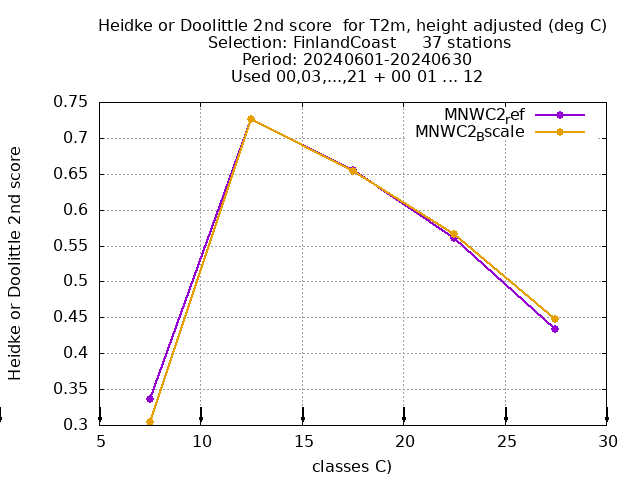 Heidke or Doolittle 2nd score  for T2m, height adjusted (deg C)
Selection: FinlandCoast     37 stations
Period: 20240601-20240630
Used 00,03,...,21 + 00 01 ... 12
MNWC2ref
MNWC2Bscale
0.75
0.7
0.65
0.6
0.55
0.5
0.45
0.4
0.35
0.3
Heidke or Doolittle 2nd score
5 10 15 20 25 30
classes C)